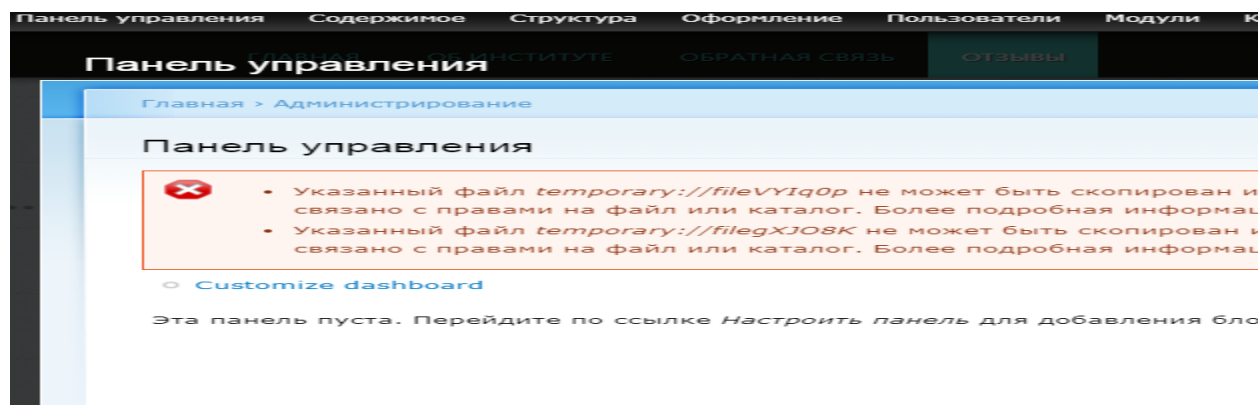 Панель управления Содержимое Структура Оформление Пользователи Модули К
ГЛАВНАЯ ОБ ИНСТИТУТЕ ОБРАТНАЯ СВЯЗЬ ОТЗЫВЫ
Панель управления
Главная › Администрирование
Панель управления
• Указанный файл temporary://fileVYIq0p не может быть скопирован и
связано с правами на файл или каталог. Более подробная информац
• Указанный файл temporary://filegXJO8K не может быть скопирован и
связано с правами на файл или каталог. Более подробная информац
Customize dashboard
Эта панель пуста. Перейдите по ссылке Настроить панель для добавления бло